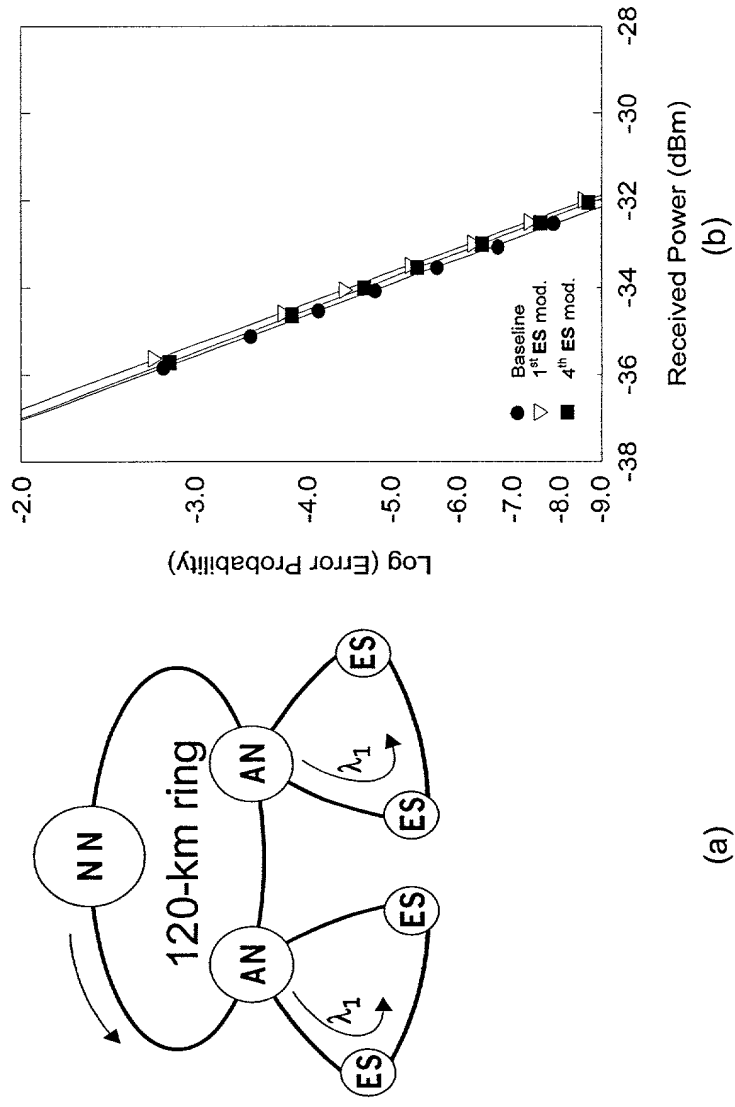 NN
120-km ring
AN
AN
λ1
λ1
ES
ES
ES
ES
(a)
Log (Error Probability)
-2.0
-3.0
-4.0
-5.0
-6.0
-7.0
-8.0
-9.0
Baseline
1st ES mod.
4th ES mod.
-38
-36
-34
-32
-30
-28
Received Power (dBm)
(b)